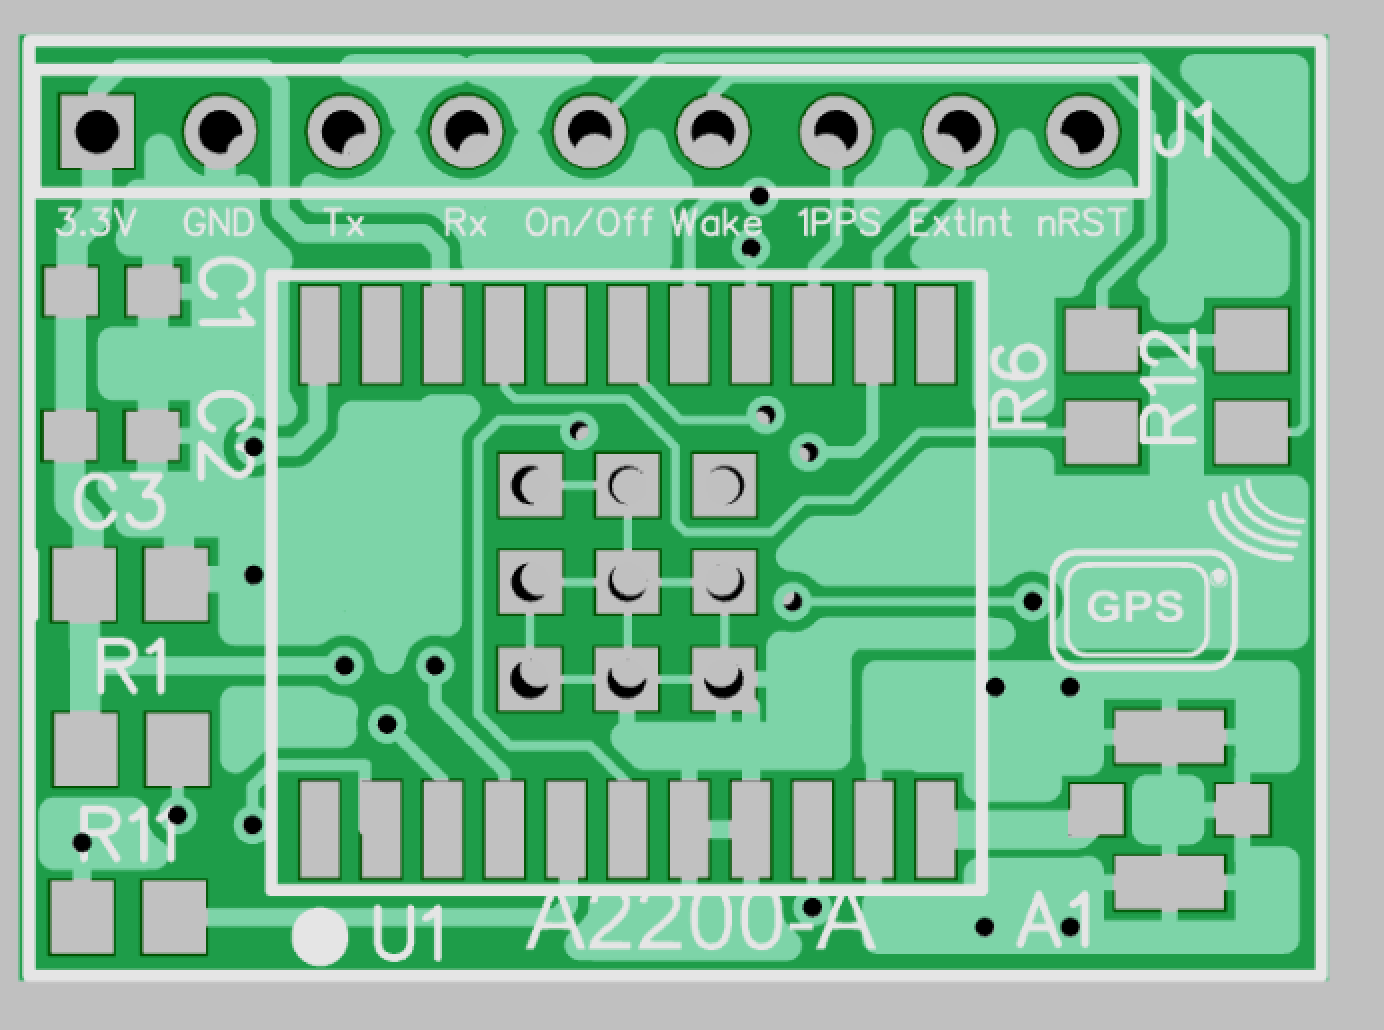 J1
3.3V GND Tx Rx On/Off Wake 1PPS ExtInt nRST
C1
R6
R12
C2
C3
GPS
R1
R11
U1
A2200-A
A1